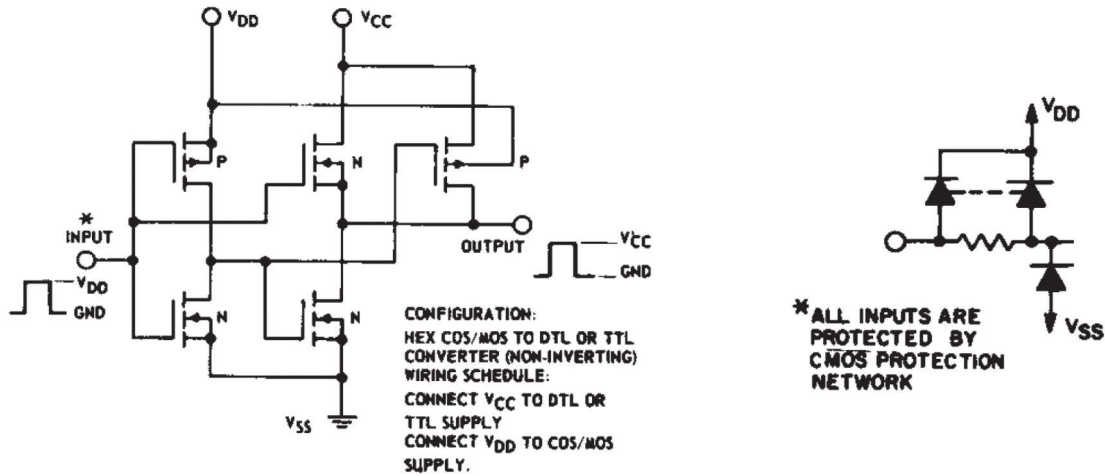 VDD
VCC
P
N
P
*
INPUT
VDD
GND
OUTPUT
VCC
GND
N
N
VSS
CONFIGURATION:
HEX COS/MOS TO DTL OR TTL
CONVERTER (NON-INVERTING)
WIRING SCHEDULE:
CONNECT VCC TO DTL OR
TTL SUPPLY
CONNECT VDD TO COS/MOS
SUPPLY.
VDD
VSS
*ALL INPUTS ARE
PROTECTED BY
CMOS PROTECTION
NETWORK